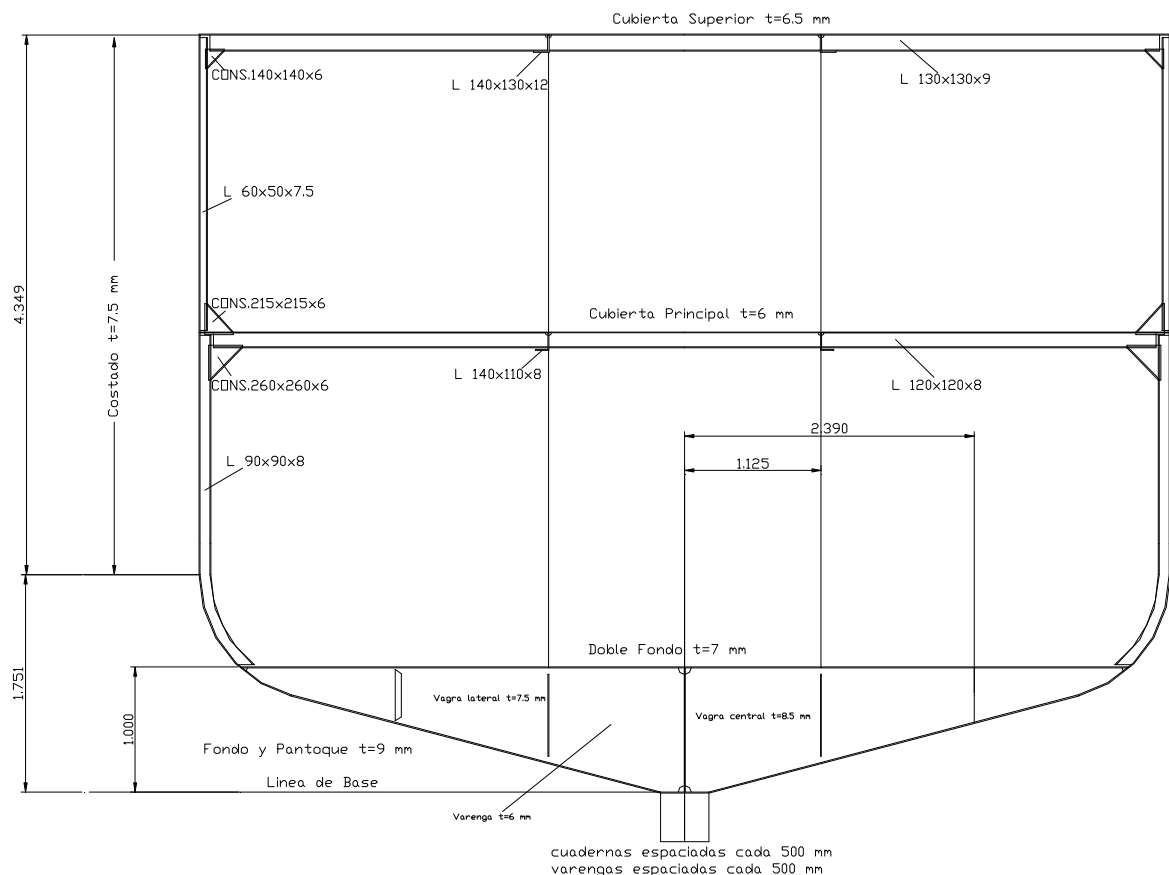 Cubierta Superior t=6.5 mm
CONS.140x140x6
L 140x130x12
L 130x130x9
L 60x50x7.5
4.349
Costado t=7.5 mm
CONS.215x215x6
Cubierta Principal t=6 mm
CONS.260x260x6
L 140x110x8
L 120x120x8
2.390
L 90x90x8
1.125
Doble Fondo t=7 mm
1.751
1.000
Vagra lateral t=7.5 mm
Vagra central t=8.5 mm
Fondo y Pantoque t=9 mm
Linea de Base
Varenga t=6 mm
cuadernas espaciadas cada 500 mm
varengas espaciadas cada 500 mm